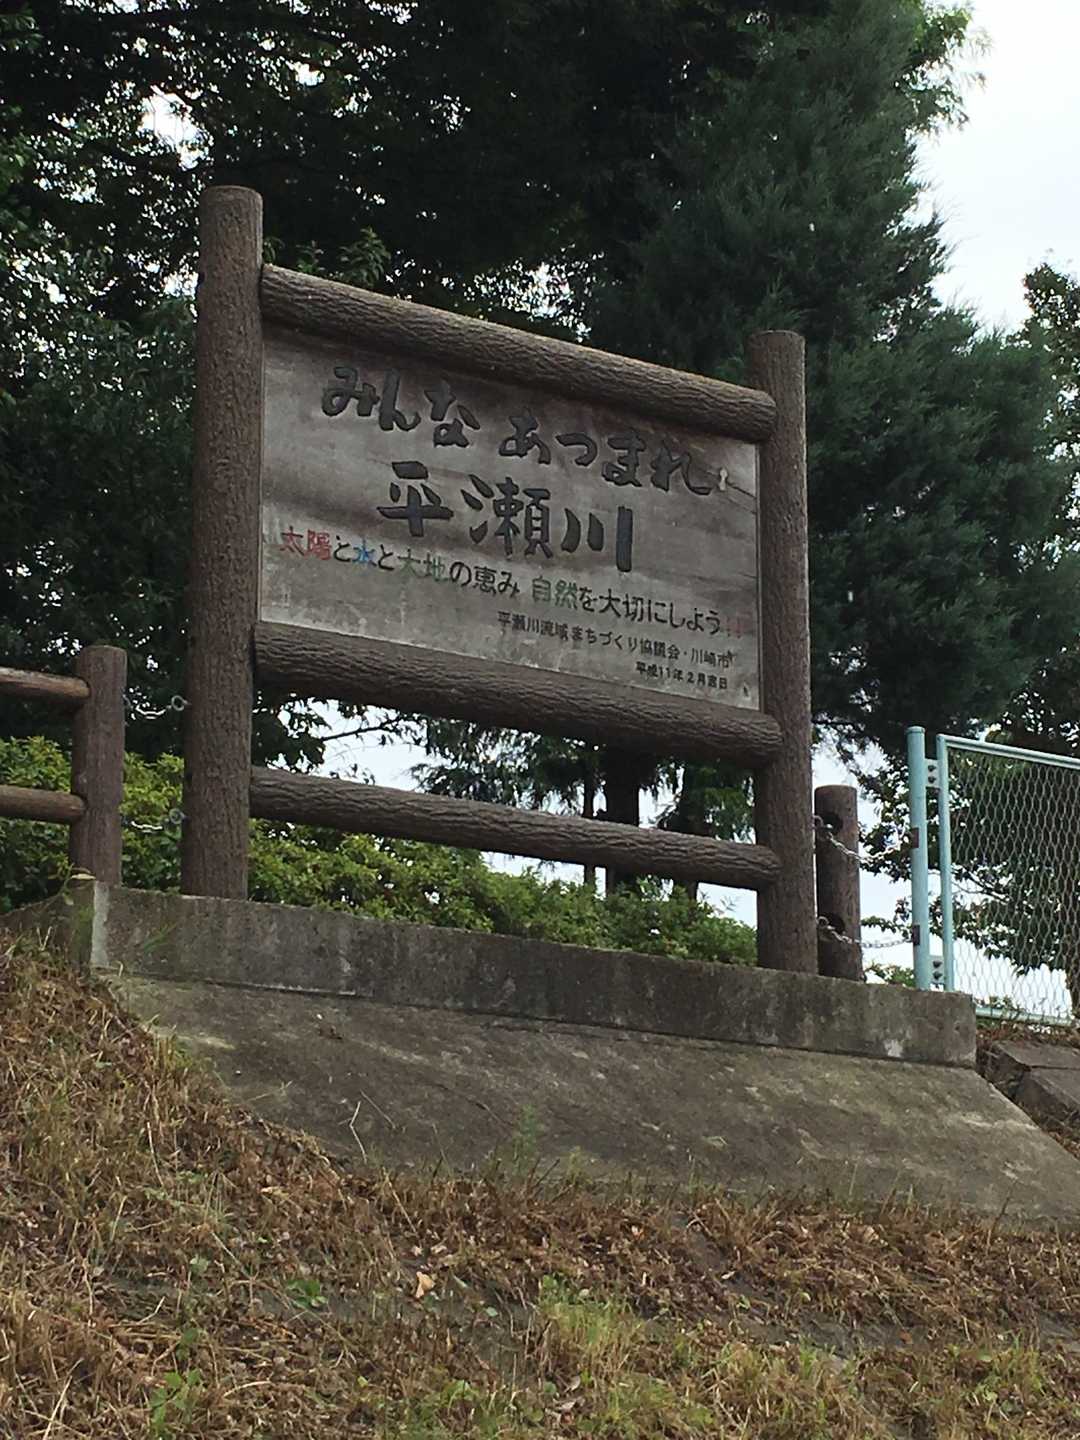 みんな あつまれ
平瀬川
太陽と水と大地の恵み 自然を大切にしよう!!
平瀬川流域まちづくり協議会・川崎市
平成11年2月吉日